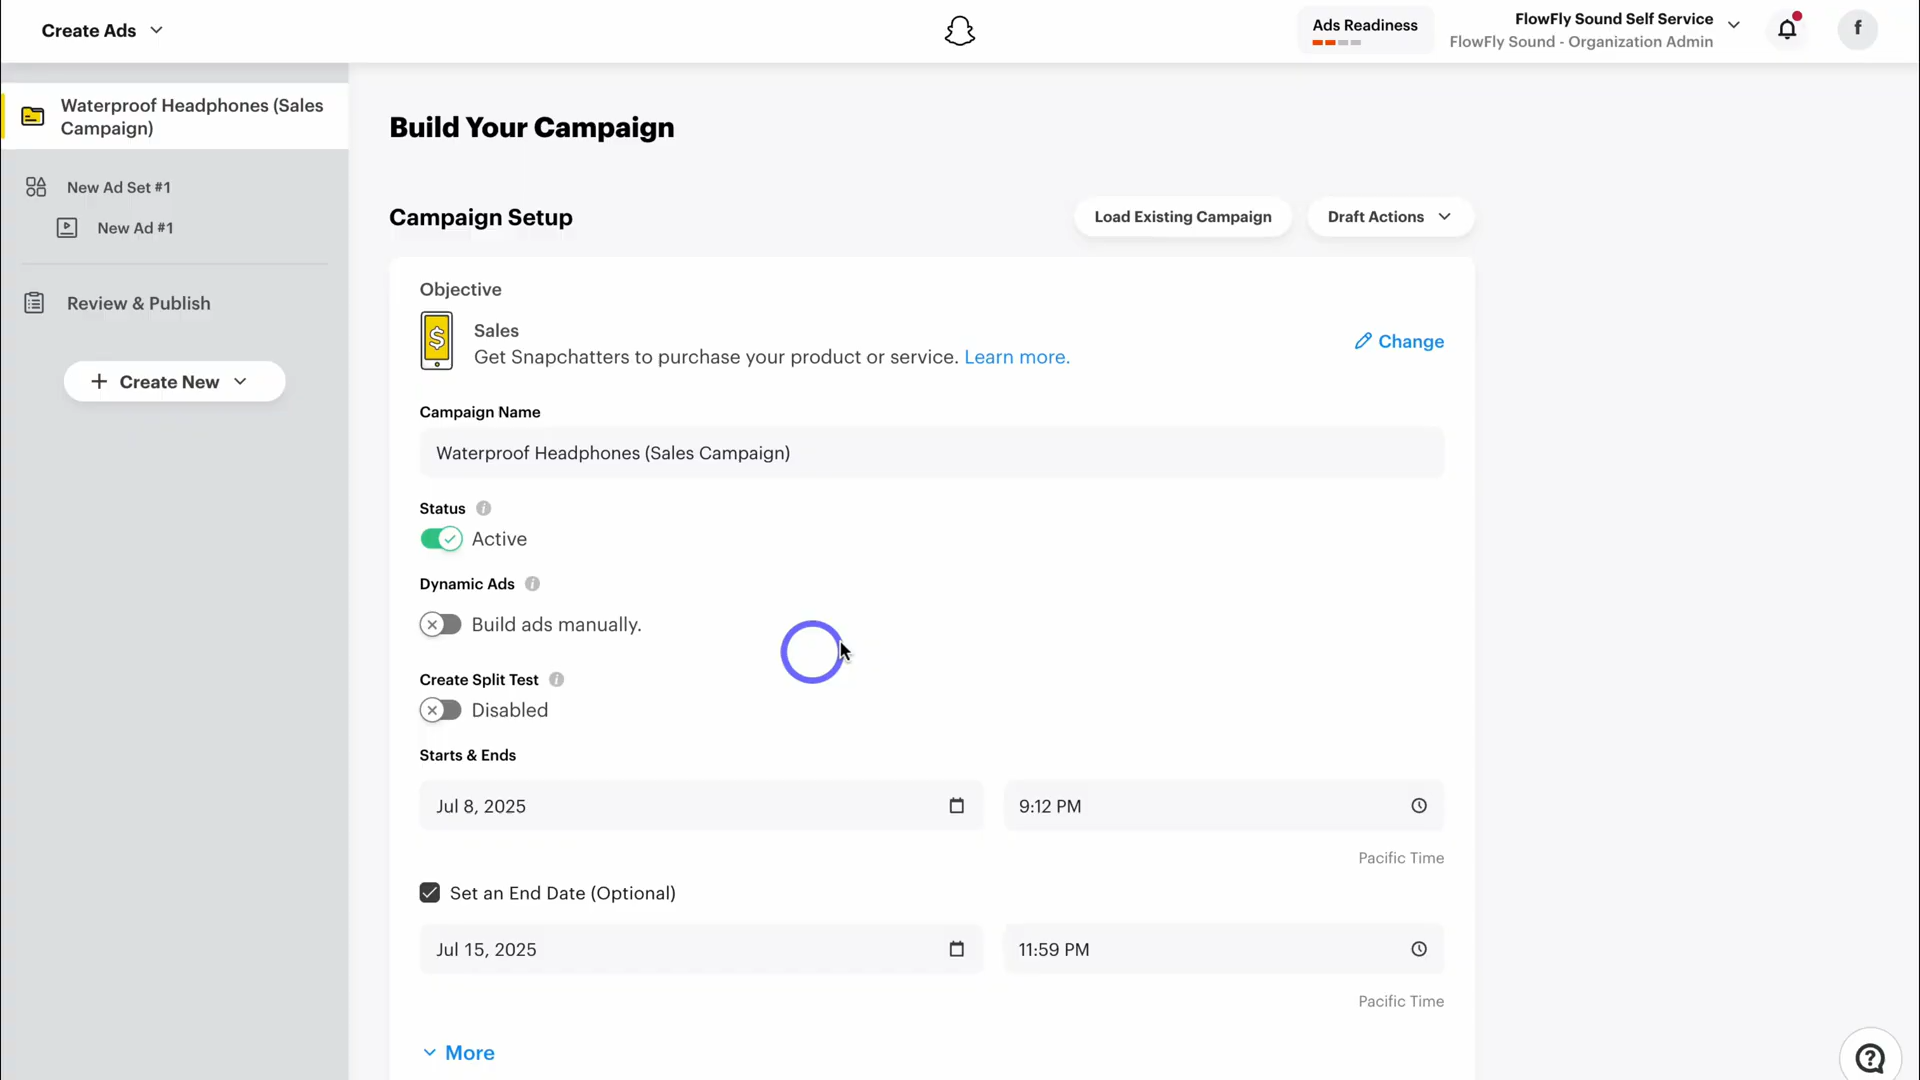 Create Ads
Ads Readiness
FlowFly Sound Self Service
FlowFly Sound - Organization Admin
f
Waterproof Headphones (Sales
Campaign)
New Ad Set #1
New Ad #1
Review & Publish
Create New
Build Your Campaign
Campaign Setup
Load Existing Campaign
Draft Actions
Objective
Sales
Get Snapchatters to purchase your product or service. Learn more.
Change
Campaign Name
Waterproof Headphones (Sales Campaign)
Status
Active
Dynamic Ads
Build ads manually.
Create Split Test
Disabled
Starts & Ends
Jul 8, 2025
9:12 PM
Pacific Time
Set an End Date (Optional)
Jul 15, 2025
11:59 PM
Pacific Time
More